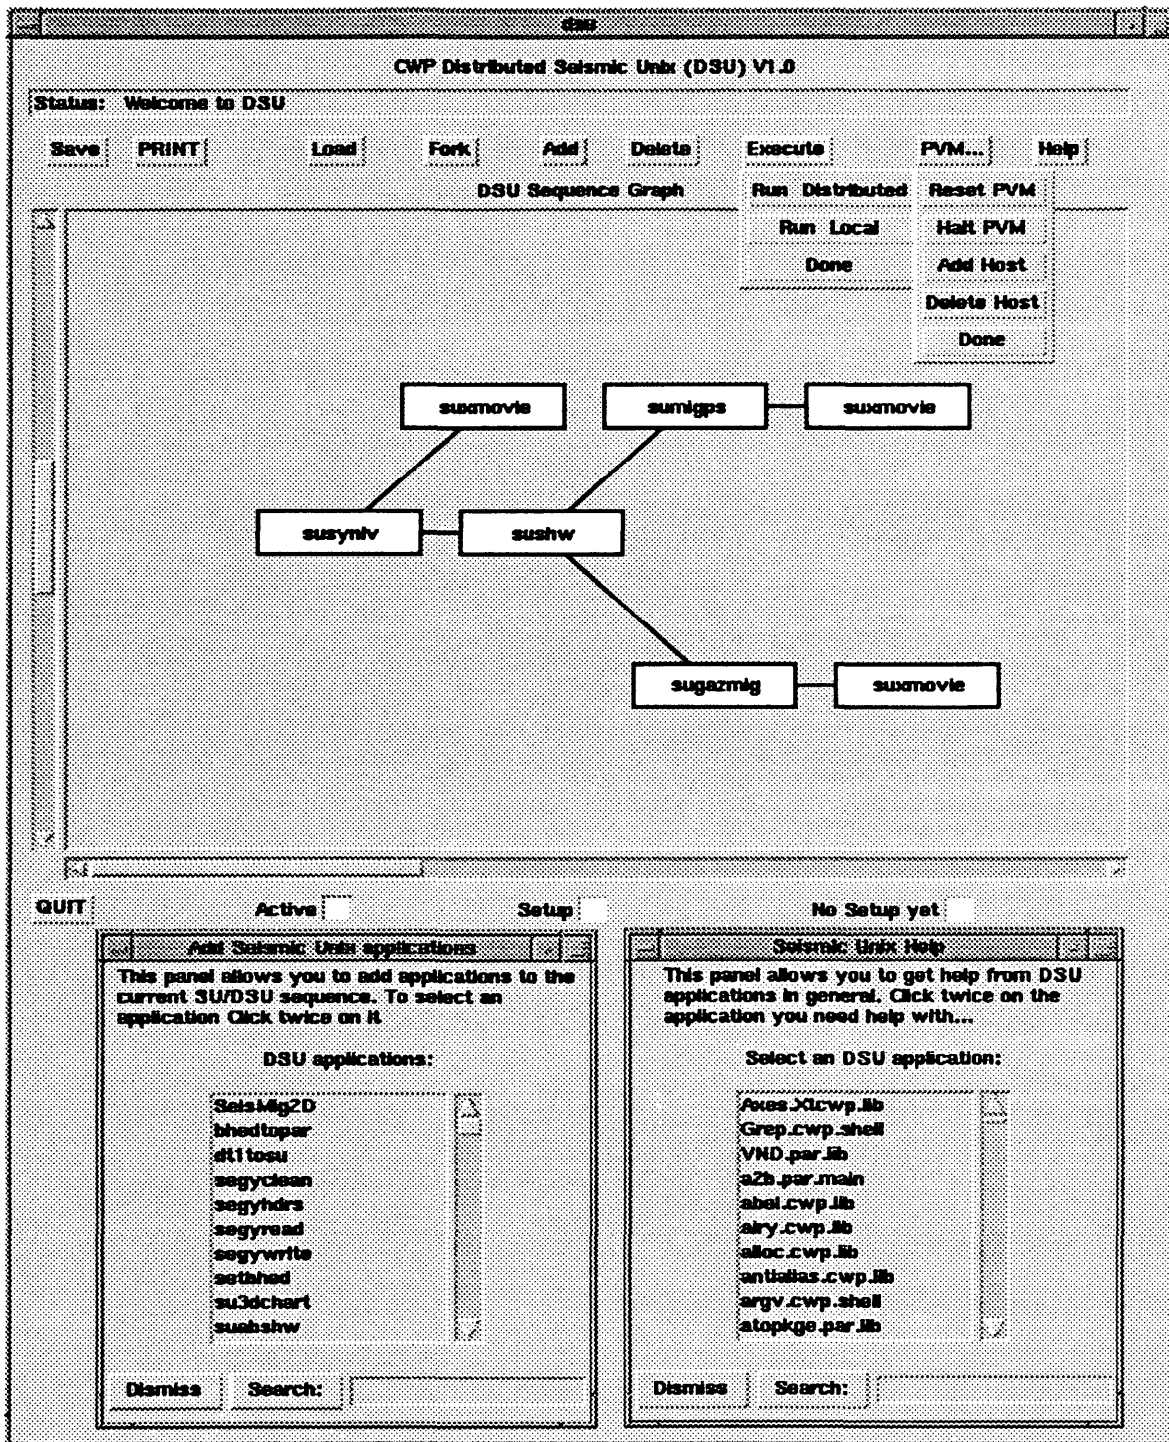 dsu
CWP Distributed Seismic Unix (DSU) V1.0
Status: Welcome to DSU
Save PRINT Load Fork Add Delete Execute PVM... Help
DSU Sequence Graph
Run Distributed Reset PVM
Run Local Halt PVM
Done Add Host
Delete Host
Done
suxmovie sumigps suxmovie
susynlv sushw
sugazmig suxmovie
QUIT Active Setup No Setup yet
Add Seismic Unix applications
This panel allows you to add applications to the
current SU/DSU sequence. To select an
application Click twice on it
DSU applications:
SeisMig2D
bhedtopar
dt1tosu
segyclean
segyhdrs
segyread
segywrite
setbhed
su3dchart
suabshw
Dismiss Search:
Seismic Unix Help
This panel allows you to get help from DSU
applications in general. Click twice on the
application you need help with...
Select an DSU application:
Axes.Xtcwp.lib
Grep.cwp.shell
VND.par.lib
a2b.par.main
abel.cwp.lib
airy.cwp.lib
alloc.cwp.lib
antialias.cwp.lib
argv.cwp.shell
atopkge.par.lib
Dismiss Search: